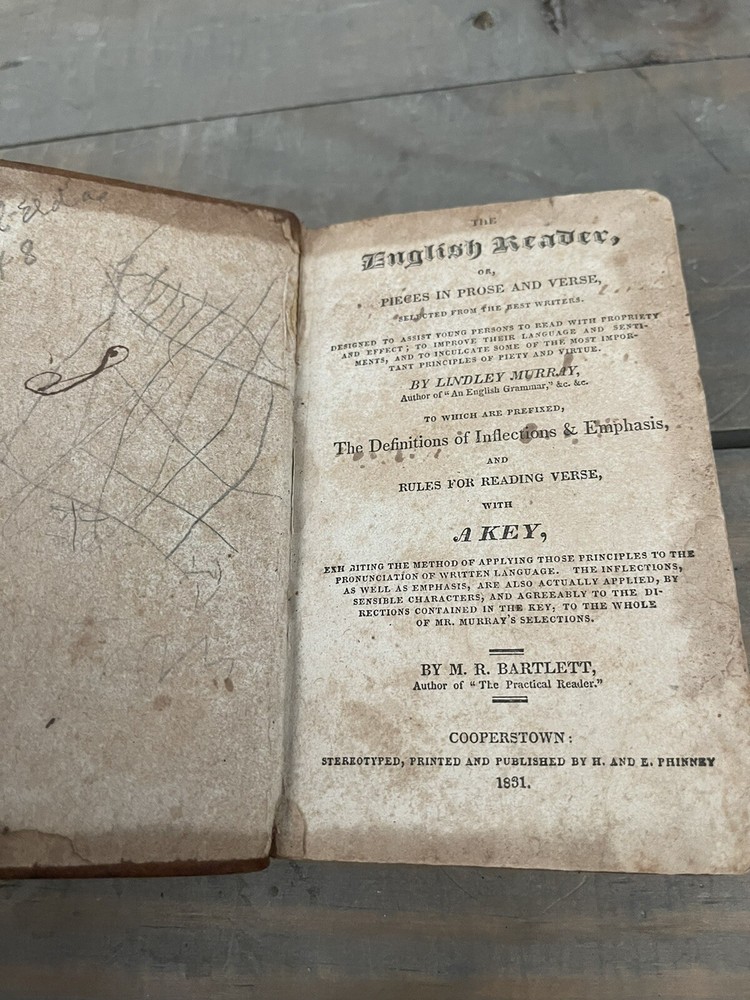 8
THE
English Reader,
OR,
PIECES IN PROSE AND VERSE,
SELECTED FROM THE BEST WRITERS.
DESIGNED TO ASSIST YOUNG PERSONS TO READ WITH PROPRIETY
AND EFFECT; TO IMPROVE THEIR LANGUAGE AND SENTI-
MENTS, AND TO INCULCATE SOME OF THE MOST IMPOR-
TANT PRINCIPLES OF PIETY AND VIRTUE.
BY LINDLEY MURRAY,
Author of "An English Grammar," &c. &c.
TO WHICH ARE PREFIXED,
The Definitions of Inflections & Emphasis,
AND
RULES FOR READING VERSE,
WITH
A KEY,
EXHIBITING THE METHOD OF APPLYING THOSE PRINCIPLES TO THE
PRONUNCIATION OF WRITTEN LANGUAGE. THE INFLECTIONS,
AS WELL AS EMPHASIS, ARE ALSO ACTUALLY APPLIED, BY
SENSIBLE CHARACTERS, AND AGREEABLY TO THE DI-
RECTIONS CONTAINED IN THE KEY; TO THE WHOLE
OF MR. MURRAY'S SELECTIONS.
BY M. R. BARTLETT,
Author of "The Practical Reader."
COOPERSTOWN:
STEREOTYPED, PRINTED AND PUBLISHED BY H. AND E. PHINNEY
1831.